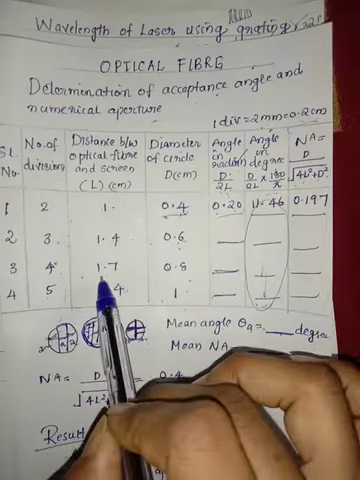 Wavelength of Laser using grating
OPTICAL FIBRE
Determination of acceptance angle and
numerical aperture
1 div = 2mm = 0.2cm
Sl. No. | No. of divisions | Distance b/w optical fibre and screen (L) (cm) | Diameter of circle D(cm) | Angle in radian D/2L | Angle in degree D/2L × 180/π | NA = D/√4L²+D²
1 2 1. 0.4 0.20 11.46 0.197
2 3 1.4 0.6 — — —
3 4 1.7 0.8 — —
4 5 4 1 — —
Mean angle θa = ___ degree
Mean NA
NA = D/√4L² 0.4
Result